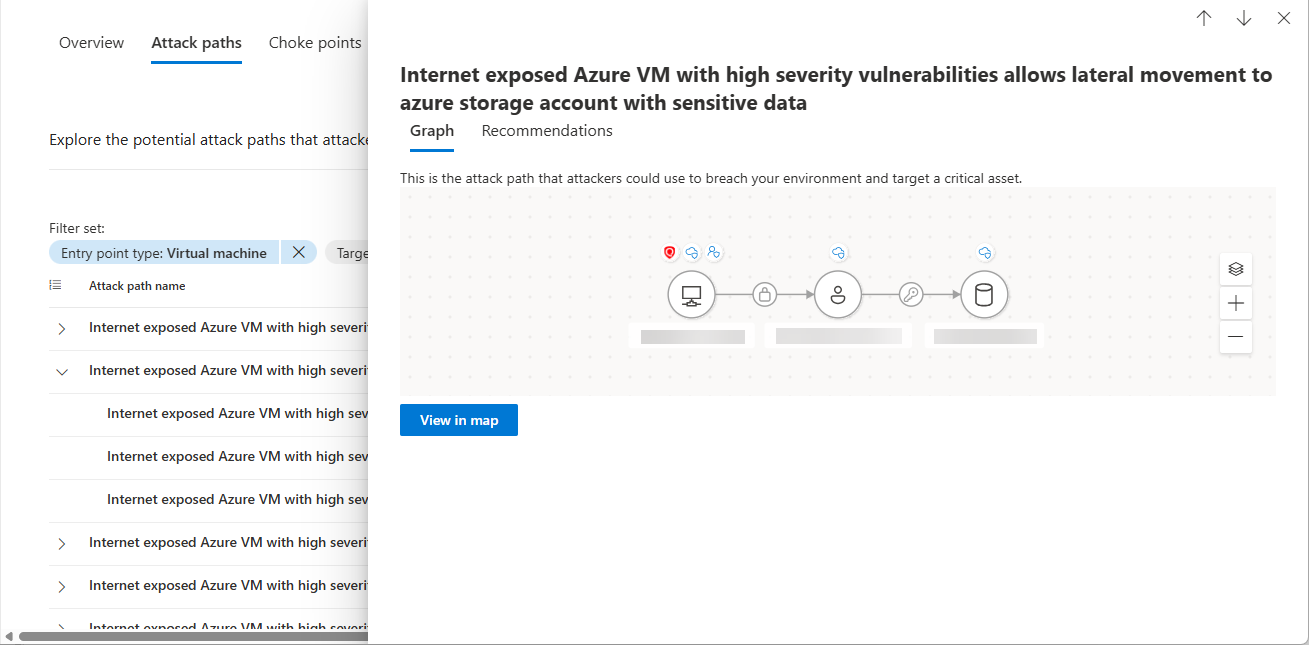 Overview Attack paths Choke points
Explore the potential attack paths that attacke
Filter set:
Entry point type: Virtual machine Targe
Attack path name
Internet exposed Azure VM with high severi
Internet exposed Azure VM with high severi
Internet exposed Azure VM with high sev
Internet exposed Azure VM with high sev
Internet exposed Azure VM with high sev
Internet exposed Azure VM with high severi
Internet exposed Azure VM with high severi
Internet exposed Azure VM with high severi
Internet exposed Azure VM with high severity vulnerabilities allows lateral movement to
azure storage account with sensitive data
Graph Recommendations
This is the attack path that attackers could use to breach your environment and target a critical asset.
View in map